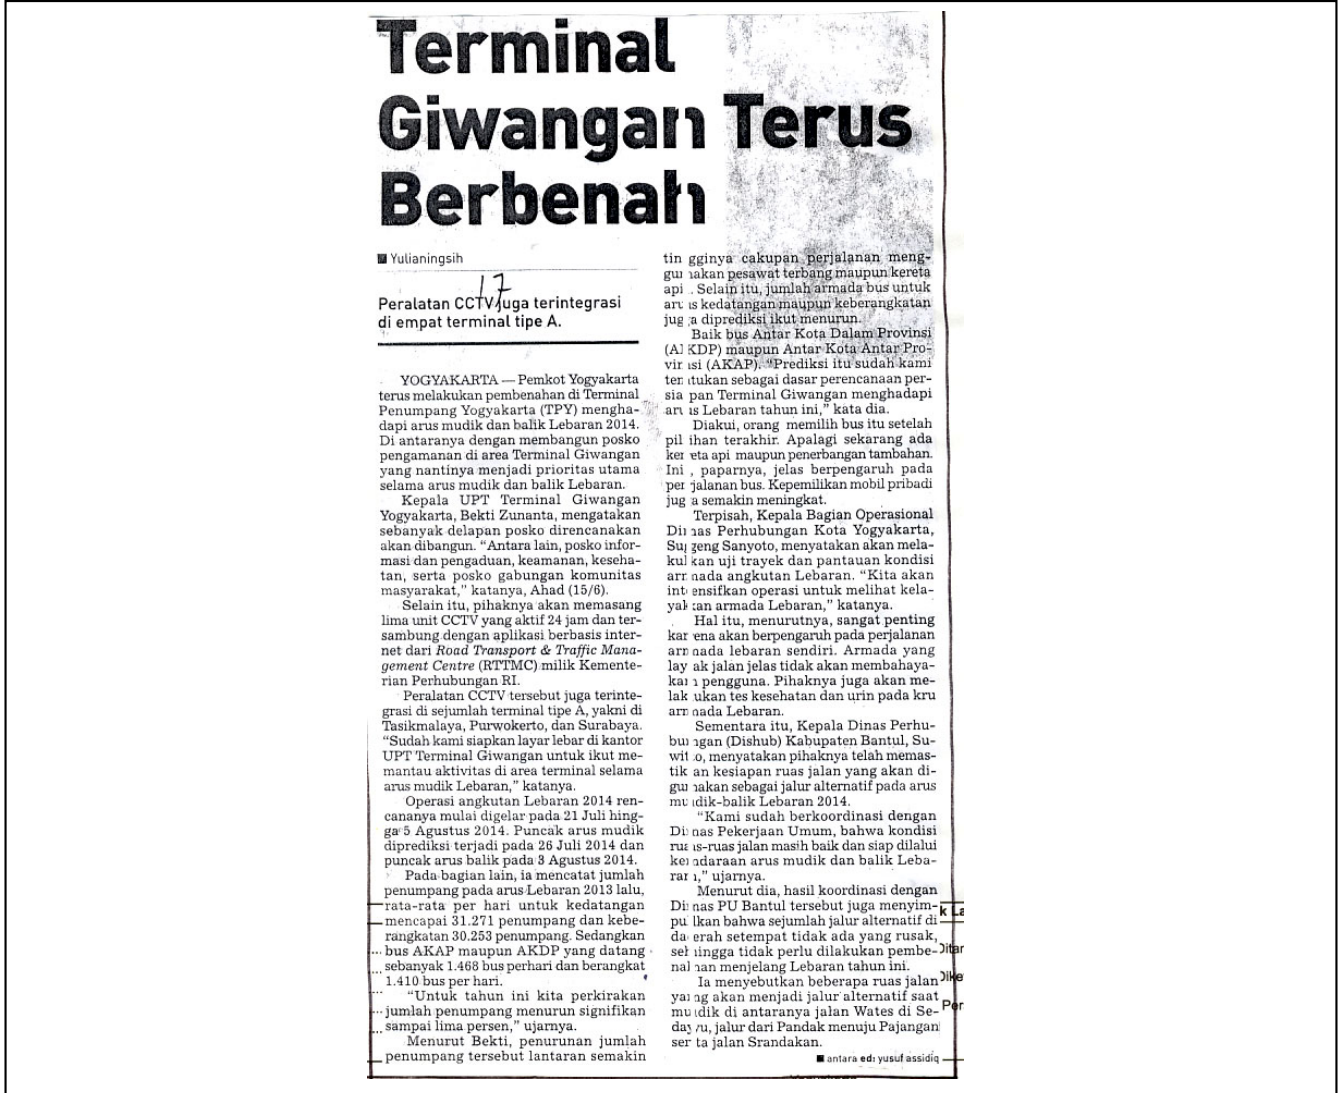 Terminal
Giwangan Terus
Berbenah
Yulianingsih
17
Peralatan CCTV juga terintegrasi
di empat terminal tipe A.
YOGYAKARTA — Pemkot Yogyakarta
terus melakukan pembenahan di Terminal
Penumpang Yogyakarta (TPY) mengha-
dapi arus mudik dan balik Lebaran 2014.
Di antaranya dengan membangun posko
pengamanan di area Terminal Giwangan
yang nantinya menjadi prioritas utama
selama arus mudik dan balik Lebaran.
Kepala UPT Terminal Giwangan
Yogyakarta, Bekti Zunanta, mengatakan
sebanyak delapan posko direncanakan
akan dibangun. “Antara lain, posko infor-
masi dan pengaduan, keamanan, keseha-
tan, serta posko gabungan komunitas
masyarakat,” katanya, Ahad (15/6).
Selain itu, pihaknya akan memasang
lima unit CCTV yang aktif 24 jam dan ter-
sambung dengan aplikasi berbasis inter-
net dari Road Transport & Traffic Mana-
gement Centre (RTTMC) milik Kemente-
rian Perhubungan RI.
Peralatan CCTV tersebut juga terinte-
grasi di sejumlah terminal tipe A, yakni di
Tasikmalaya, Purwokerto, dan Surabaya.
“Sudah kami siapkan layar lebar di kantor
UPT Terminal Giwangan untuk ikut me-
mantau aktivitas di area terminal selama
arus mudik Lebaran,” katanya.
Operasi angkutan Lebaran 2014 ren-
cananya mulai digelar pada 21 Juli hing-
ga 5 Agustus 2014. Puncak arus mudik
diprediksi terjadi pada 26 Juli 2014 dan
puncak arus balik pada 3 Agustus 2014.
Pada bagian lain, ia mencatat jumlah
penumpang pada arus Lebaran 2013 lalu,
rata-rata per hari untuk kedatangan
mencapai 31.271 penumpang dan kebe-
rangkatan 30.253 penumpang. Sedangkan
bus AKAP maupun AKDP yang datang
sebanyak 1.468 bus perhari dan berangkat
1.410 bus per hari.
“Untuk tahun ini kita perkirakan
jumlah penumpang menurun signifikan
sampai lima persen,” ujarnya.
Menurut Bekti, penurunan jumlah
penumpang tersebut lantaran semakin
tingginya cakupan perjalanan meng-
gunakan pesawat terbang maupun kereta
api. Selain itu, jumlah armada bus untuk
arus kedatangan maupun keberangkatan
juga diprediksi ikut menurun.
Baik bus Antar Kota Dalam Provinsi
(AKDP) maupun Antar Kota Antar Pro-
vinsi (AKAP). “Prediksi itu sudah kami
tentukan sebagai dasar perencanaan per-
siapan Terminal Giwangan menghadapi
arus Lebaran tahun ini,” kata dia.
Diakui, orang memilih bus itu setelah
pilihan terakhir. Apalagi sekarang ada
kereta api maupun penerbangan tambahan.
Ini, paparnya, jelas berpengaruh pada
perjalanan bus. Kepemilikan mobil pribadi
juga semakin meningkat.
Terpisah, Kepala Bagian Operasional
Dinas Perhubungan Kota Yogyakarta,
Sugeng Sanyoto, menyatakan akan mela-
kukan uji trayek dan pantauan kondisi
armada angkutan Lebaran. “Kita akan
intensifkan operasi untuk melihat kela-
yakan armada Lebaran,” katanya.
Hal itu, menurutnya, sangat penting
karena akan berpengaruh pada perjalanan
armada lebaran sendiri. Armada yang
layak jalan jelas tidak akan membahaya-
kan pengguna. Pihaknya juga akan me-
lakukan tes kesehatan dan urin pada kru
armada Lebaran.
Sementara itu, Kepala Dinas Perhu-
bungan (Dishub) Kabupaten Bantul, Su-
wito, menyatakan pihaknya telah memas-
tikan kesiapan ruas jalan yang akan di-
gunakan sebagai jalur alternatif pada arus
mudik-balik Lebaran 2014.
“Kami sudah berkoordinasi dengan
Dinas Pekerjaan Umum, bahwa kondisi
ruas-ruas jalan masih baik dan siap dilalui
kendaraan arus mudik dan balik Leba-
ran,” ujarnya.
Menurut dia, hasil koordinasi dengan
Dinas PU Bantul tersebut juga menyim-
pulkan bahwa sejumlah jalur alternatif di
daerah setempat tidak ada yang rusak,
sehingga tidak perlu dilakukan pembe-
nahan menjelang Lebaran tahun ini.
Ia menyebutkan beberapa ruas jalan
yang akan menjadi jalur alternatif saat
mudik di antaranya jalan Wates di Se-
dayu, jalur dari Pandak menuju Pajangan
serta jalan Srandakan.
antara ed: yusuf assidiq